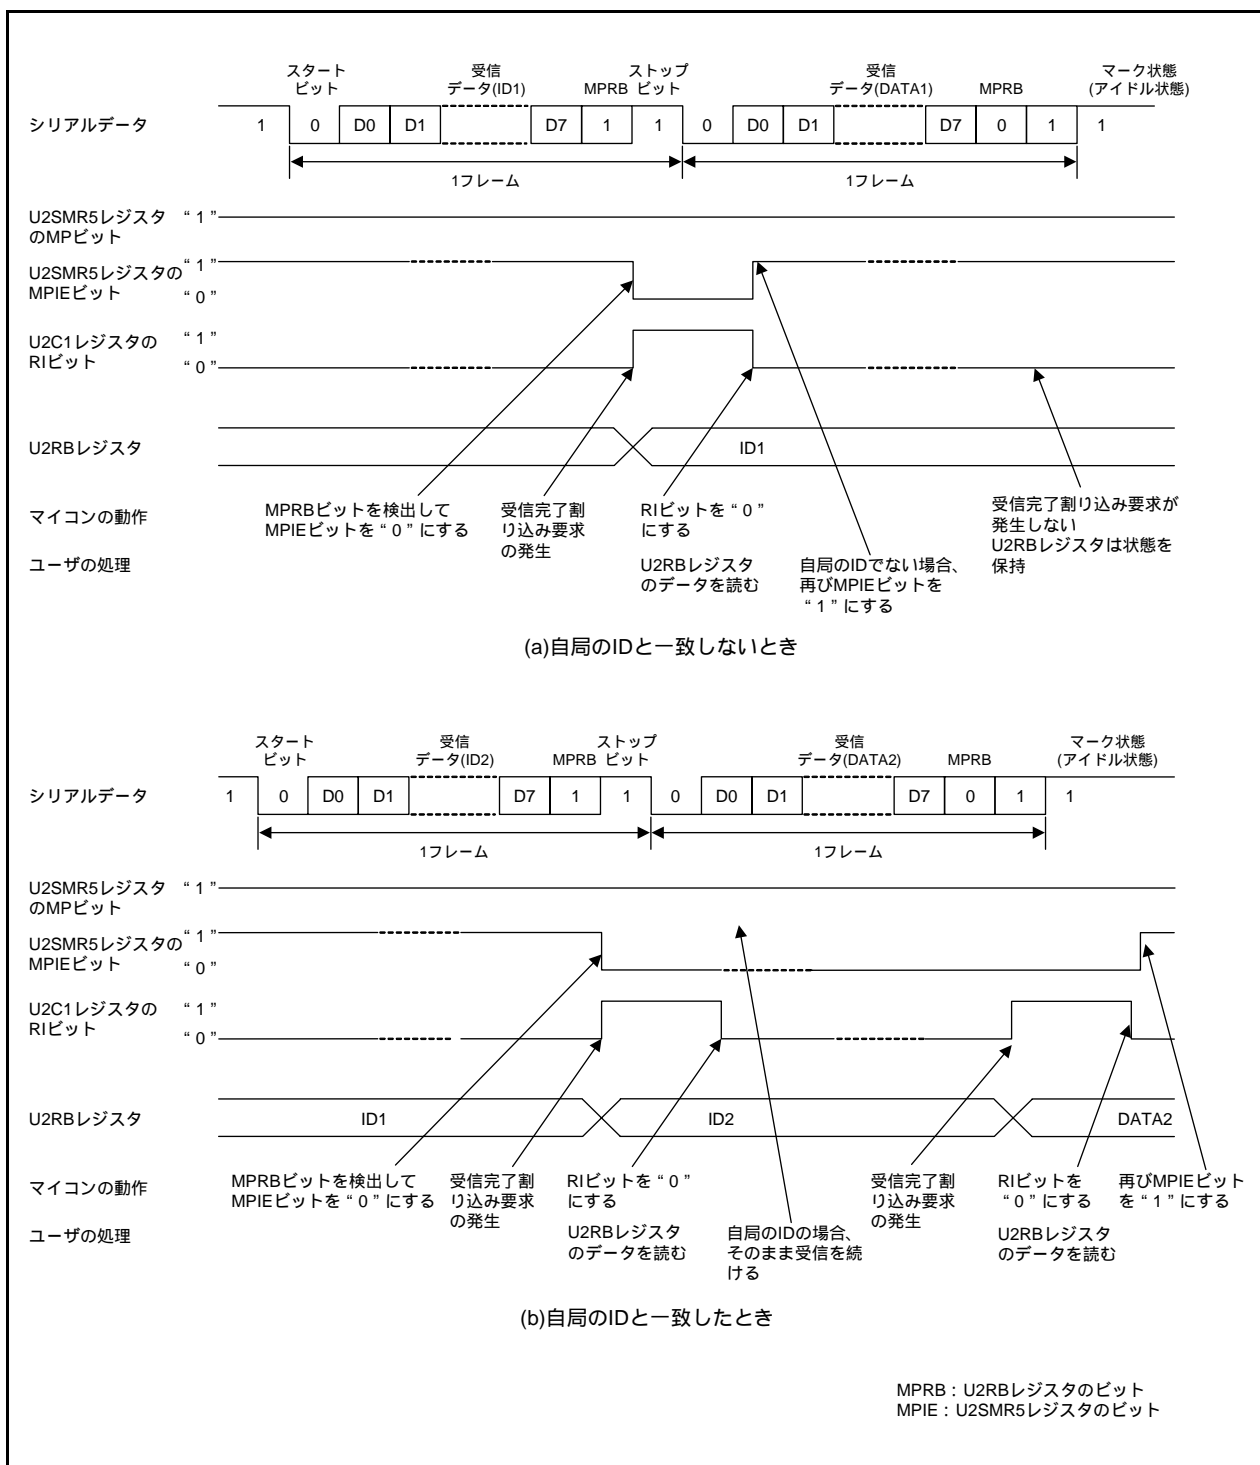 スタート
ビット
受信
データ(ID1)
MPRB
ストップ
ビット
受信
データ(DATA1)
MPRB
マーク状態
(アイドル状態)
シリアルデータ
1 0 D0 D1 D7 1 1 0 D0 D1 D7 0 1 1
1フレーム 1フレーム
U2SMR5レジスタ “ 1 ”
のMPビット
U2SMR5レジスタの “ 1 ”
MPIEビット “ 0 ”
U2C1レジスタの “ 1 ”
RIビット “ 0 ”
U2RBレジスタ ID1
マイコンの動作
MPRBビットを検出して
MPIEビットを“ 0 ”にする
受信完了割
り込み要求
の発生
RIビットを“ 0 ”
にする
受信完了割り込み要求が
発生しない
U2RBレジスタは状態を
保持
ユーザの処理
U2RBレジスタ
のデータを読む
自局のIDでない場合、
再びMPIEビットを
“ 1 ”にする
(a)自局のIDと一致しないとき
スタート
ビット
受信
データ(ID2)
MPRB
ストップ
ビット
受信
データ(DATA2)
MPRB
マーク状態
(アイドル状態)
シリアルデータ
1 0 D0 D1 D7 1 1 0 D0 D1 D7 0 1 1
1フレーム 1フレーム
U2SMR5レジスタ “ 1 ”
のMPビット
U2SMR5レジスタの “ 1 ”
MPIEビット “ 0 ”
U2C1レジスタの “ 1 ”
RIビット “ 0 ”
U2RBレジスタ ID1 ID2 DATA2
マイコンの動作
MPRBビットを検出して
MPIEビットを“ 0 ”にする
受信完了割
り込み要求
の発生
RIビットを“ 0 ”
にする
受信完了割
り込み要求
の発生
RIビットを
“ 0 ”にする
再びMPIEビット
を“ 1 ”にする
ユーザの処理
U2RBレジスタ
のデータを読む
自局のIDの場合、
そのまま受信を続
ける
U2RBレジスタ
のデータを読む
(b)自局のIDと一致したとき
MPRB：U2RBレジスタのビット
MPIE：U2SMR5レジスタのビット